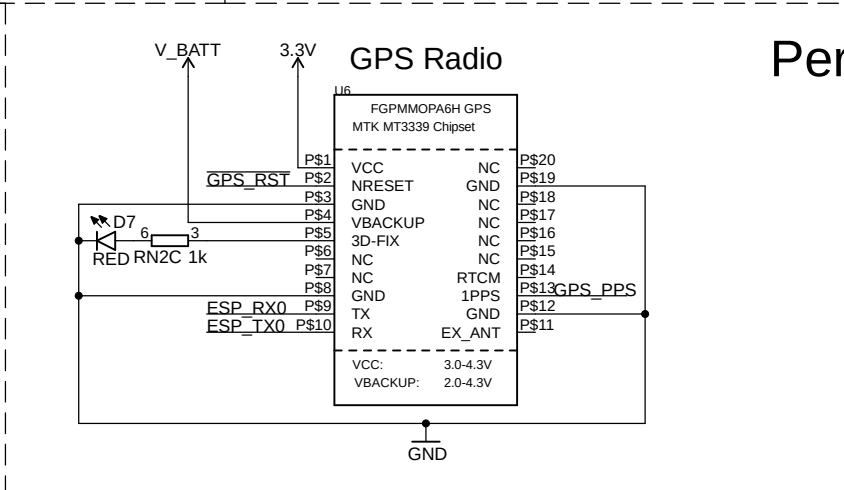 V_BATT
3.3V
GPS Radio
Per
U6
FGPMMOPA6H GPS
MTK MT3339 Chipset
P$1 VCC NC P$20
GPS_RST P$2 NRESET GND P$19
P$3 GND NC P$18
P$4 VBACKUP NC P$17
D7 6 3 P$5 3D-FIX NC P$16
RED RN2C 1k P$6 NC NC P$15
P$7 NC RTCM P$14
P$8 GND 1PPS P$13 GPS_PPS
ESP_RX0 P$9 TX GND P$12
ESP_TX0 P$10 RX EX_ANT P$11
VCC: 3.0-4.3V
VBACKUP: 2.0-4.3V
GND